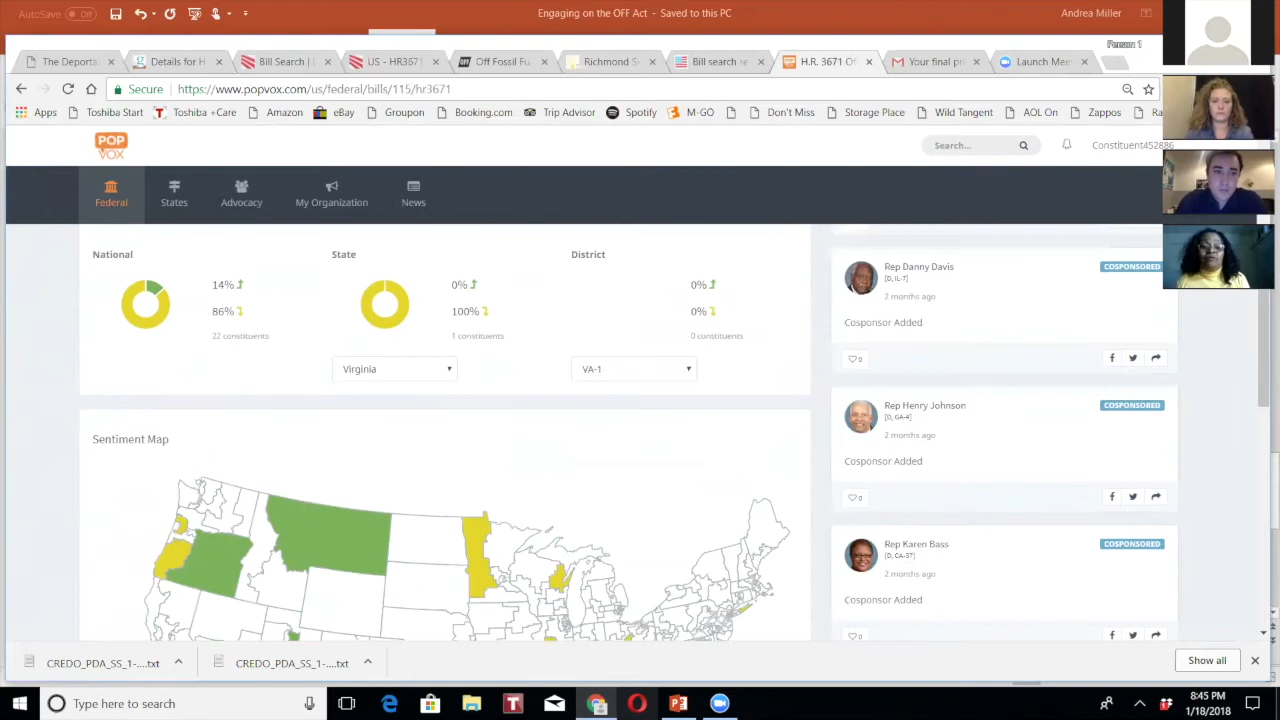 AutoSave Off
Engaging on the OFF Act - Saved to this PC
Andrea Miller
Person 1
The Deport
Details for H
Bill Search |
US - HR367
Off Fossil Fu
Richmond S
Bill search re
H.R. 3671 Of
Gmail
Your final p
Launch Mee
Secure
https://www.popvox.com/us/federal/bills/115/hr3671
Apps
Toshiba Start
Toshiba +Care
Amazon
eBay
Groupon
Booking.com
Trip Advisor
Spotify
M-GO
Don't Miss
Storage Place
Wild Tangent
AOL On
Zappos
Ra
POP
VOX
Search...
Constituent452886
Federal
States
Advocacy
My Organization
News
National
State
District
14%
86%
22 constituents
0%
100%
1 constituents
0%
0%
0 constituents
Virginia
VA-1
Sentiment Map
Rep Danny Davis
[D, IL-7]
2 months ago
COSPONSORED
Cosponsor Added
0
Rep Henry Johnson
[D, GA-4]
2 months ago
COSPONSORED
Cosponsor Added
0
Rep Karen Bass
[D, CA-37]
2 months ago
COSPONSORED
Cosponsor Added
0
CREDO_PDA_SS_1-....txt
CREDO_PDA_SS_1-....txt
Show all
Type here to search
8:45 PM
1/18/2018